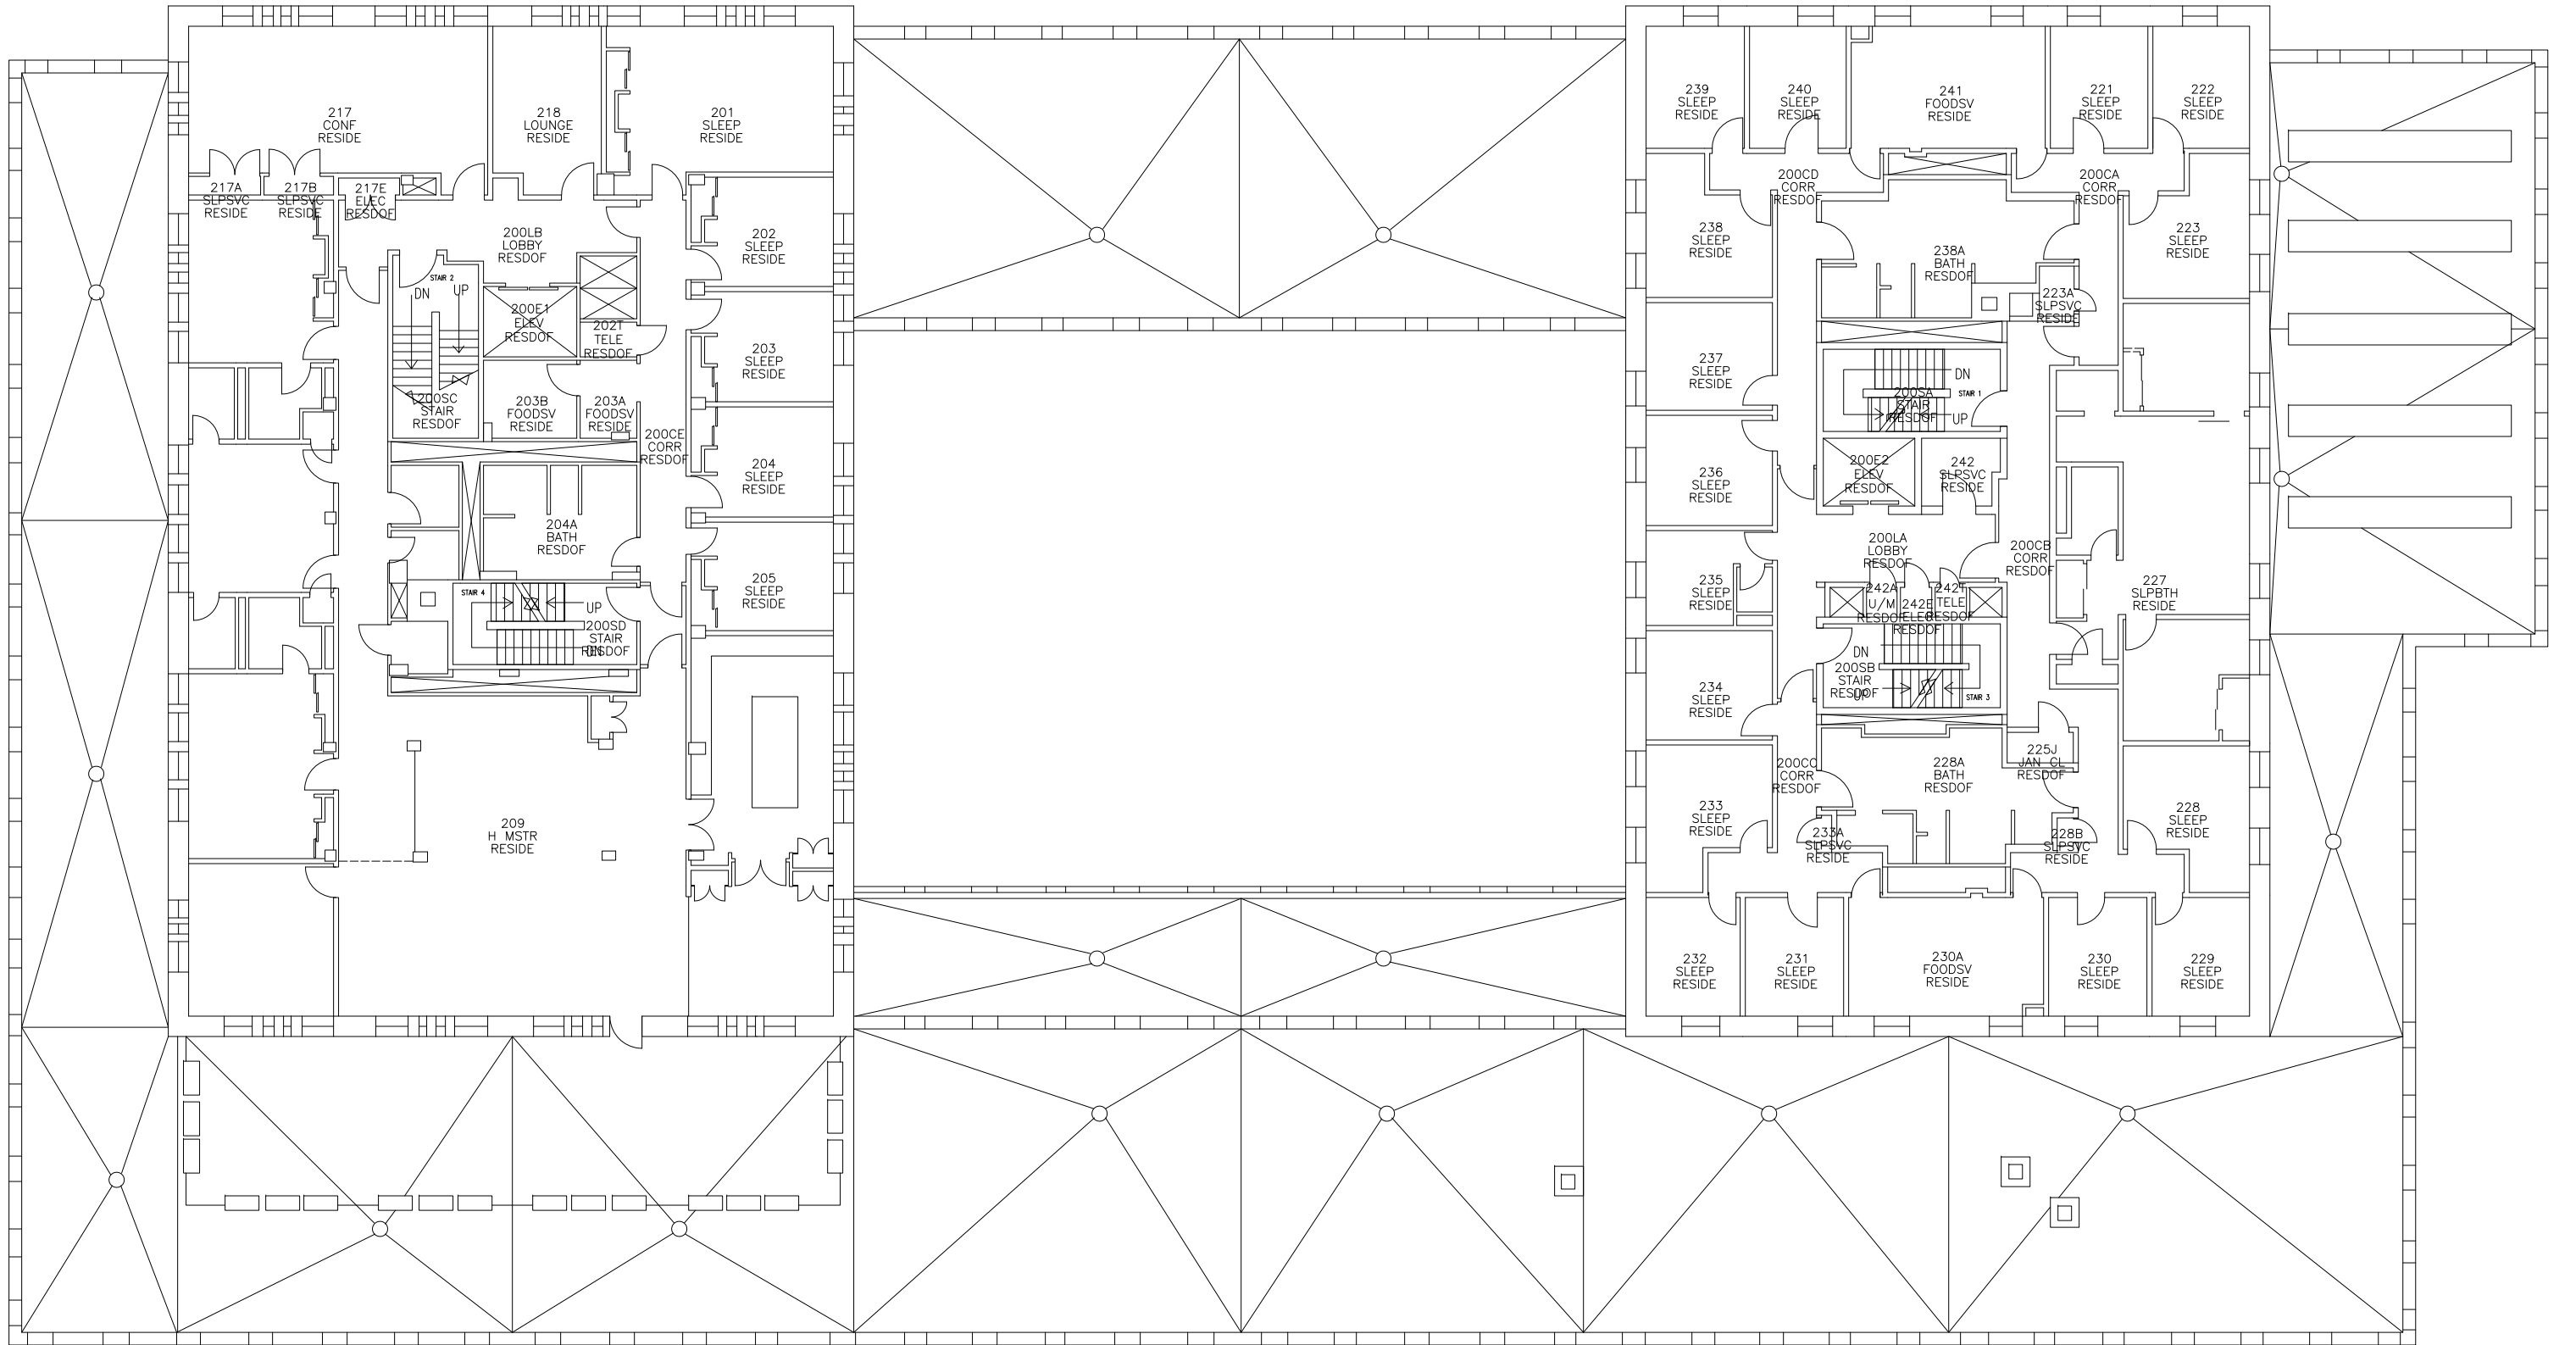 217
CONF
RESIDE
218
LOUNGE
RESIDE
201
SLEEP
RESIDE
217A
SLPSVC
RESIDE
217B
SLPSVC
RESIDE
217E
ELEC
RESDOF
200LB
LOBBY
RESDOF
202
SLEEP
RESIDE
STAIR 2
DN
UP
200E1
ELEV
RESDOF
202T
TELE
RESDOF
203
SLEEP
RESIDE
200SC
STAIR
RESDOF
203B
FOODSV
RESIDE
203A
FOODSV
RESIDE
200CE
CORR
RESDOF
204
SLEEP
RESIDE
204A
BATH
RESDOF
205
SLEEP
RESIDE
STAIR 4
UP
200SD
STAIR
RESDOF
DN
209
H MSTR
RESIDE
239
SLEEP
RESIDE
240
SLEEP
RESIDE
241
FOODSV
RESIDE
221
SLEEP
RESIDE
222
SLEEP
RESIDE
200CD
CORR
RESDOF
200CA
CORR
RESDOF
238
SLEEP
RESIDE
238A
BATH
RESDOF
223
SLEEP
RESIDE
223A
SLPSVC
RESIDE
237
SLEEP
RESIDE
DN
200SA
STAIR
RESDOF
STAIR 1
UP
236
SLEEP
RESIDE
200E2
ELEV
RESDOF
242
SLPSVC
RESIDE
200LA
LOBBY
RESDOF
200CB
CORR
RESDOF
235
SLEEP
RESIDE
242A
U/M
RESDOF
242E
ELEC
RESDOF
242T
TELE
RESDOF
227
SLPBTH
RESIDE
234
SLEEP
RESIDE
DN
200SB
STAIR
RESDOF
UP
STAIR 3
200CC
CORR
RESDOF
228A
BATH
RESDOF
225J
JAN CL
RESDOF
233
SLEEP
RESIDE
233A
SLPSVC
RESIDE
228B
SLPSVC
RESIDE
228
SLEEP
RESIDE
232
SLEEP
RESIDE
231
SLEEP
RESIDE
230A
FOODSV
RESIDE
230
SLEEP
RESIDE
229
SLEEP
RESIDE